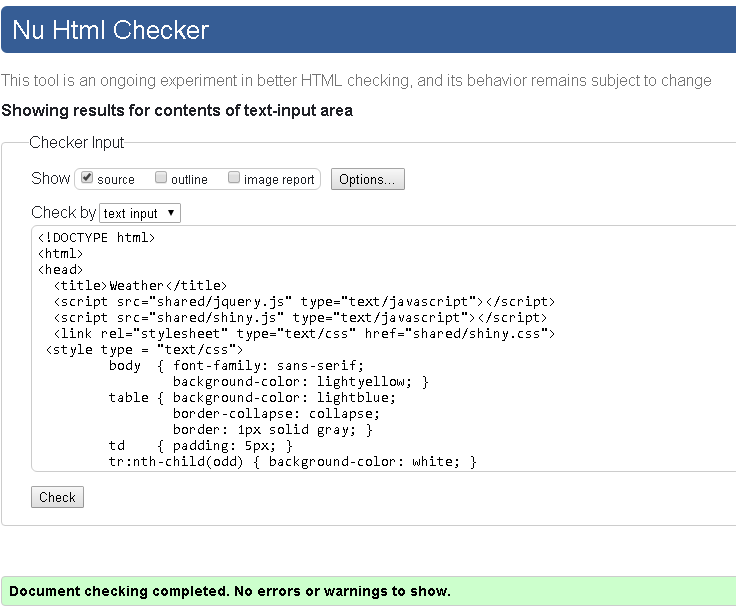 Nu Html Checker
This tool is an ongoing experiment in better HTML checking, and its behavior remains subject to change
Showing results for contents of text-input area
Checker Input
Show source outline image report Options...
Check by text input
<!DOCTYPE html>
<html>
<head>
  <title>Weather</title>
  <script src="shared/jquery.js" type="text/javascript"></script>
  <script src="shared/shiny.js" type="text/javascript"></script>
  <link rel="stylesheet" type="text/css" href="shared/shiny.css">
 <style type = "text/css">
         body  { font-family: sans-serif;
                 background-color: lightyellow; }
         table { background-color: lightblue;
                 border-collapse: collapse;
                 border: 1px solid gray; }
         td    { padding: 5px; }
         tr:nth-child(odd) { background-color: white; }
Check
Document checking completed. No errors or warnings to show.